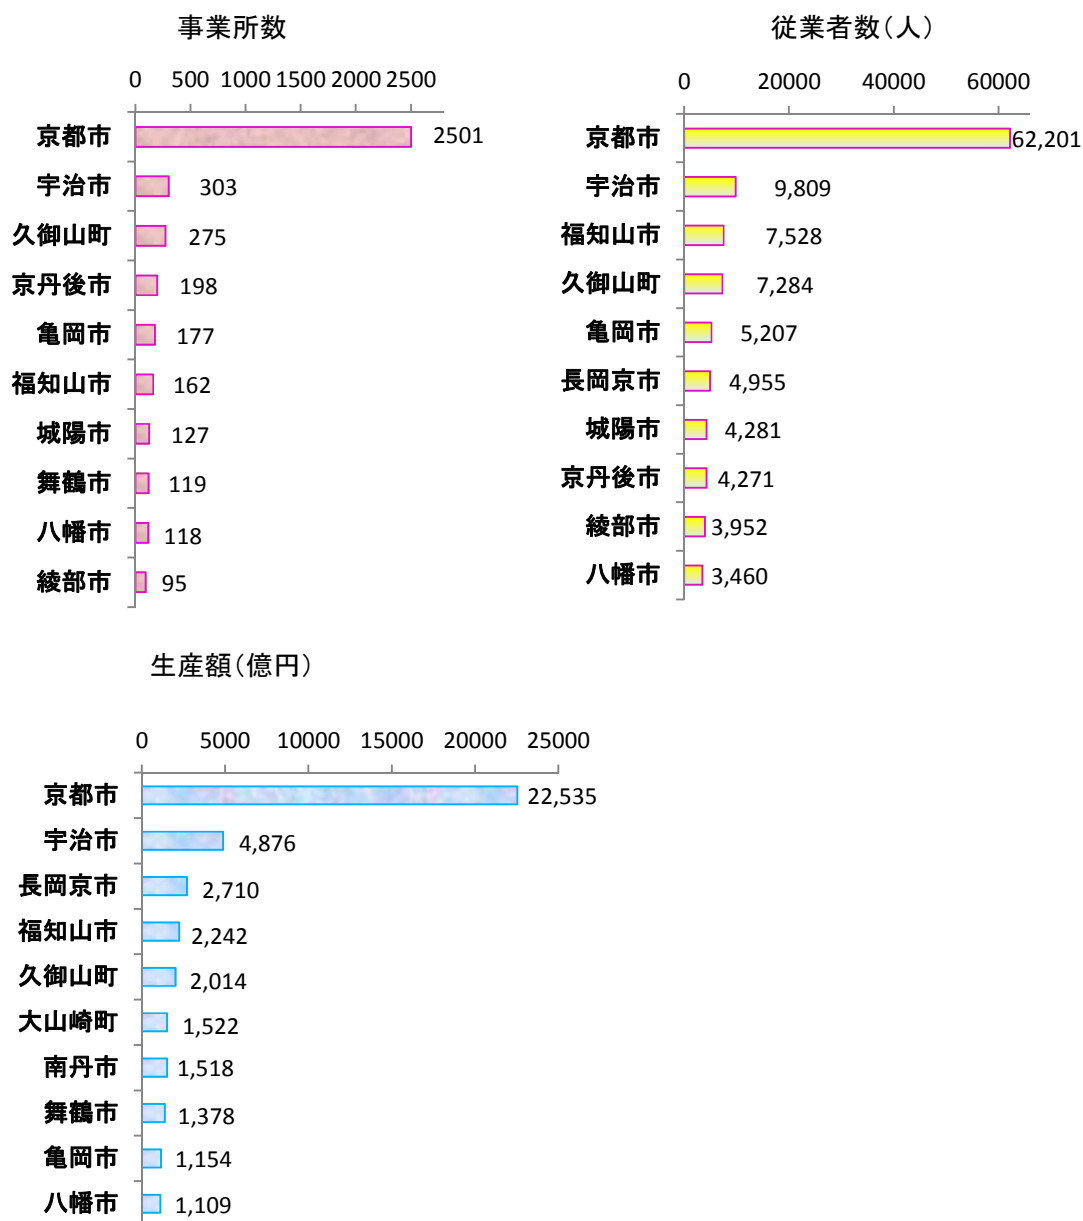 事業所数
0 500 1000 1500 2000 2500
京都市 2501
宇治市 303
久御山町 275
京丹後市 198
亀岡市 177
福知山市 162
城陽市 127
舞鶴市 119
八幡市 118
綾部市 95
従業者数(人)
0 20000 40000 60000
京都市 62,201
宇治市 9,809
福知山市 7,528
久御山町 7,284
亀岡市 5,207
長岡京市 4,955
城陽市 4,281
京丹後市 4,271
綾部市 3,952
八幡市 3,460
生産額(億円)
0 5000 10000 15000 20000 25000
京都市 22,535
宇治市 4,876
長岡京市 2,710
福知山市 2,242
久御山町 2,014
大山崎町 1,522
南丹市 1,518
舞鶴市 1,378
亀岡市 1,154
八幡市 1,109